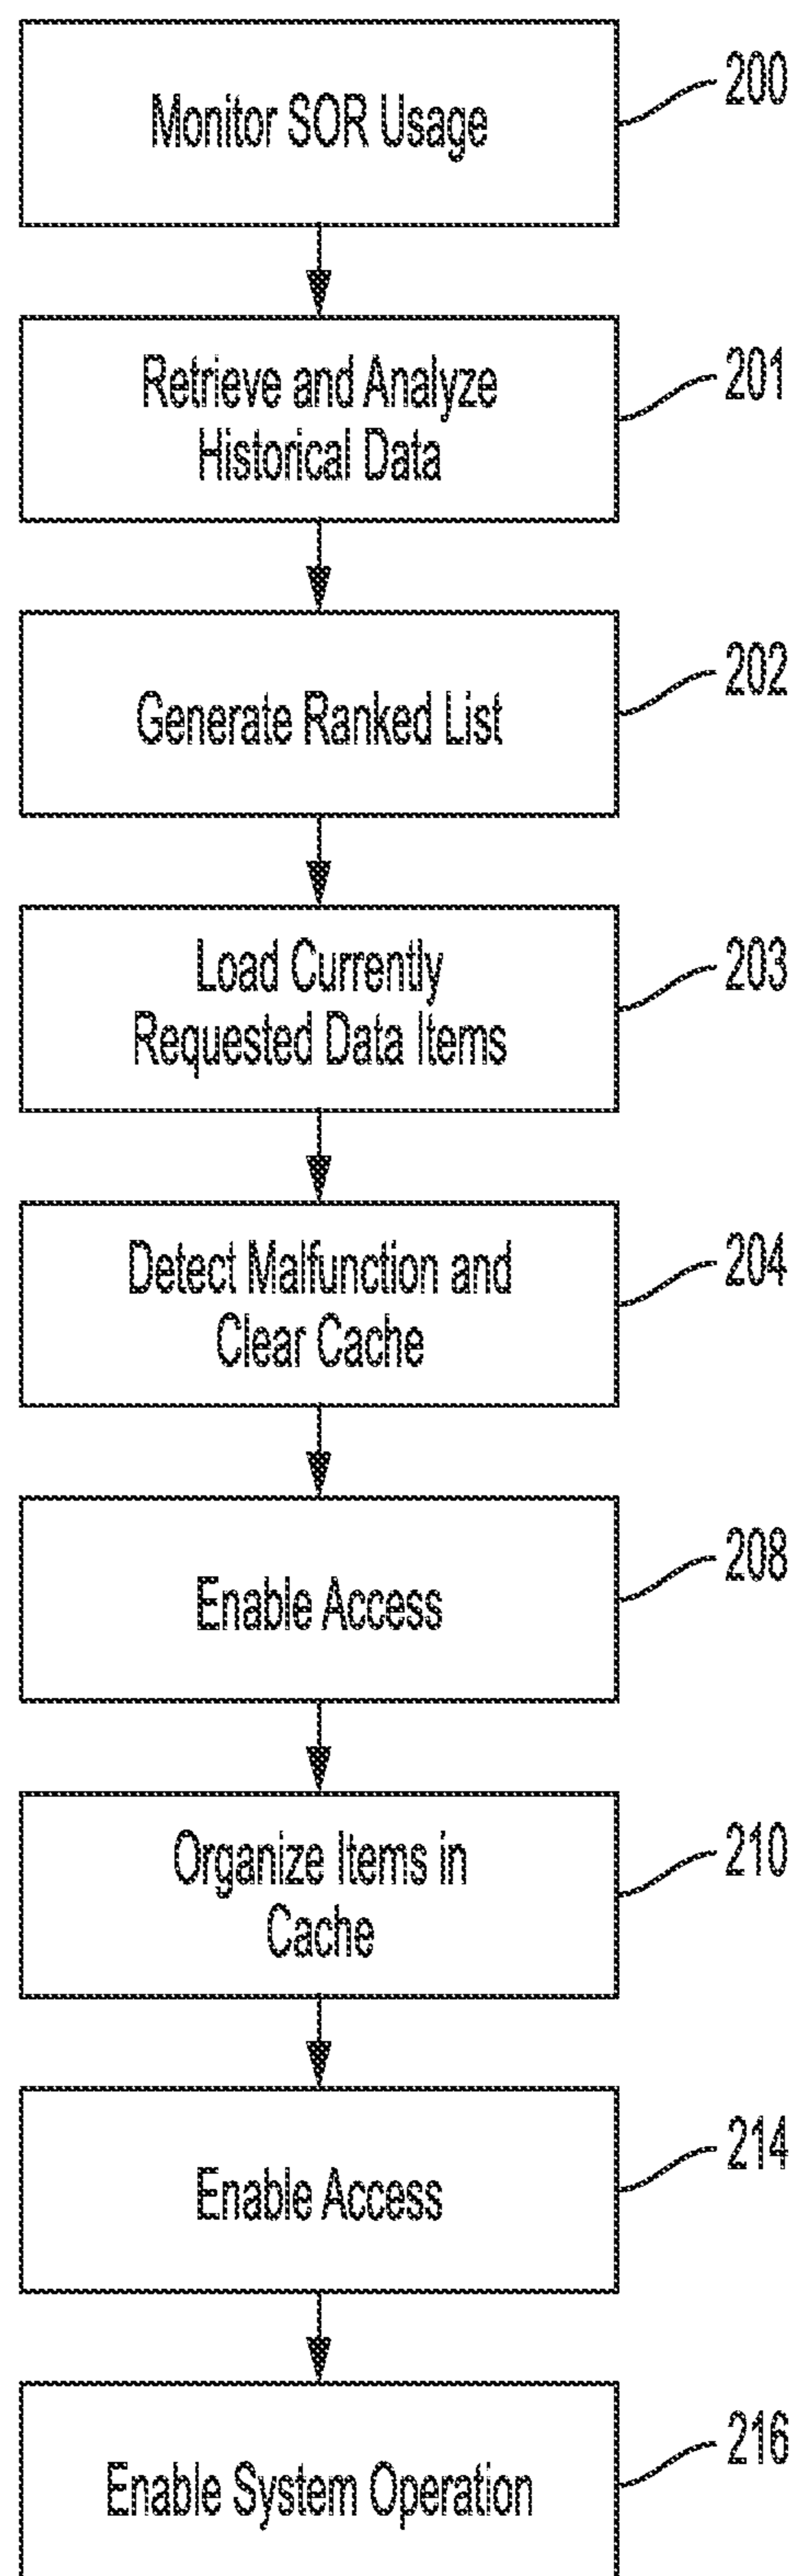 Monitor SOR Usage
200
Retrieve and Analyze
Historical Data
201
Generate Ranked List
202
Load Currently
Requested Data Items
203
Detect Malfunction and
Clear Cache
204
Enable Access
208
Organize Items in
Cache
210
Enable Access
214
Enable System Operation
216